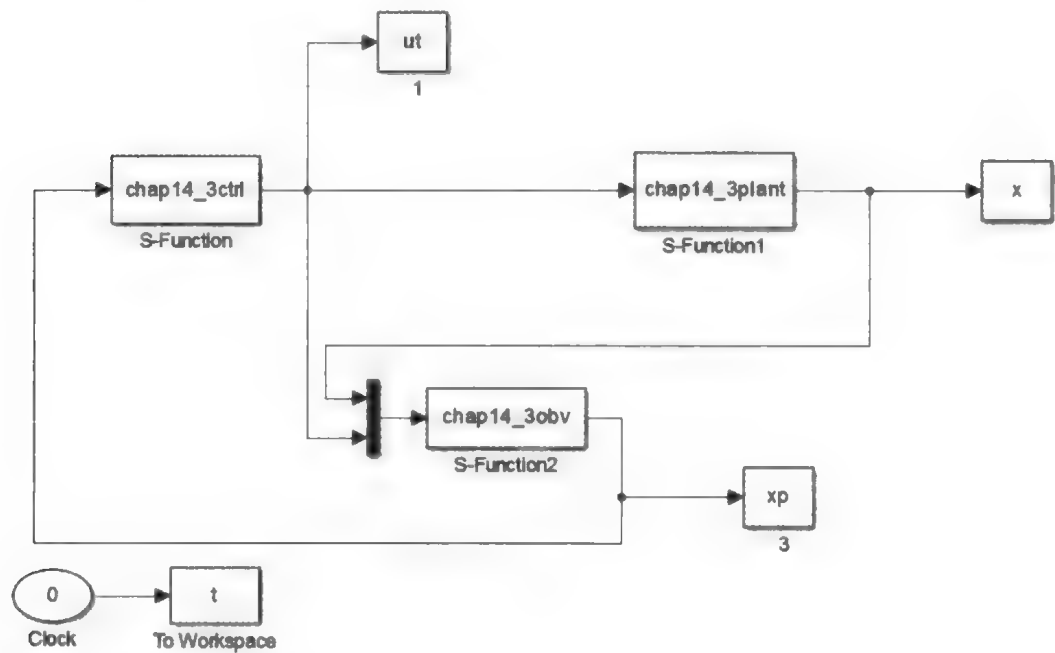 ut
1
chap14_3ctrl
S-Function
chap14_3plant
S-Function1
x
chap14_3obv
S-Function2
xp
3
0
Clock
t
To Workspace